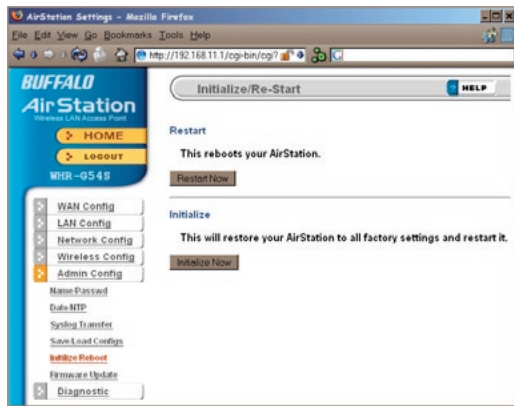 AirStation Settings - Mozilla Firefox
File Edit View Go Bookmarks Tools Help
http://192.168.11.1/cgi-bin/cgi?
BUFFALO
AirStation
Wireless LAN Access Point
HOME
LOGOUT
WHR-G54S
WAN Config
LAN Config
Network Config
Wireless Config
Admin Config
Name Passwd
Date NTP
Syslog Transfer
Save Load Configs
Initilize Reboot
Firmware Update
Diagnostic
Initialize/Re-Start
HELP
Restart
This reboots your AirStation.
Restart Now
Initialize
This will restore your AirStation to all factory settings and restart it.
Initialize Now